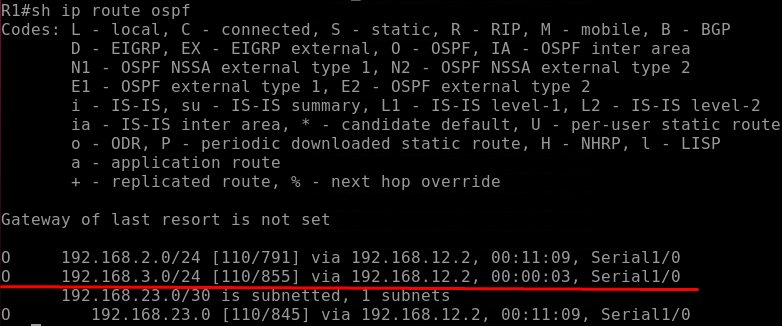 R1#sh ip route ospf
Codes: L - local, C - connected, S - static, R - RIP, M - mobile, B - BGP
       D - EIGRP, EX - EIGRP external, O - OSPF, IA - OSPF inter area
       N1 - OSPF NSSA external type 1, N2 - OSPF NSSA external type 2
       E1 - OSPF external type 1, E2 - OSPF external type 2
       i - IS-IS, su - IS-IS summary, L1 - IS-IS level-1, L2 - IS-IS level-2
       ia - IS-IS inter area, * - candidate default, U - per-user static route
       o - ODR, P - periodic downloaded static route, H - NHRP, l - LISP
       a - application route
       + - replicated route, % - next hop override

Gateway of last resort is not set

O     192.168.2.0/24 [110/791] via 192.168.12.2, 00:11:09, Serial1/0
O     192.168.3.0/24 [110/855] via 192.168.12.2, 00:00:03, Serial1/0
      192.168.23.0/30 is subnetted, 1 subnets
O        192.168.23.0 [110/845] via 192.168.12.2, 00:11:09, Serial1/0